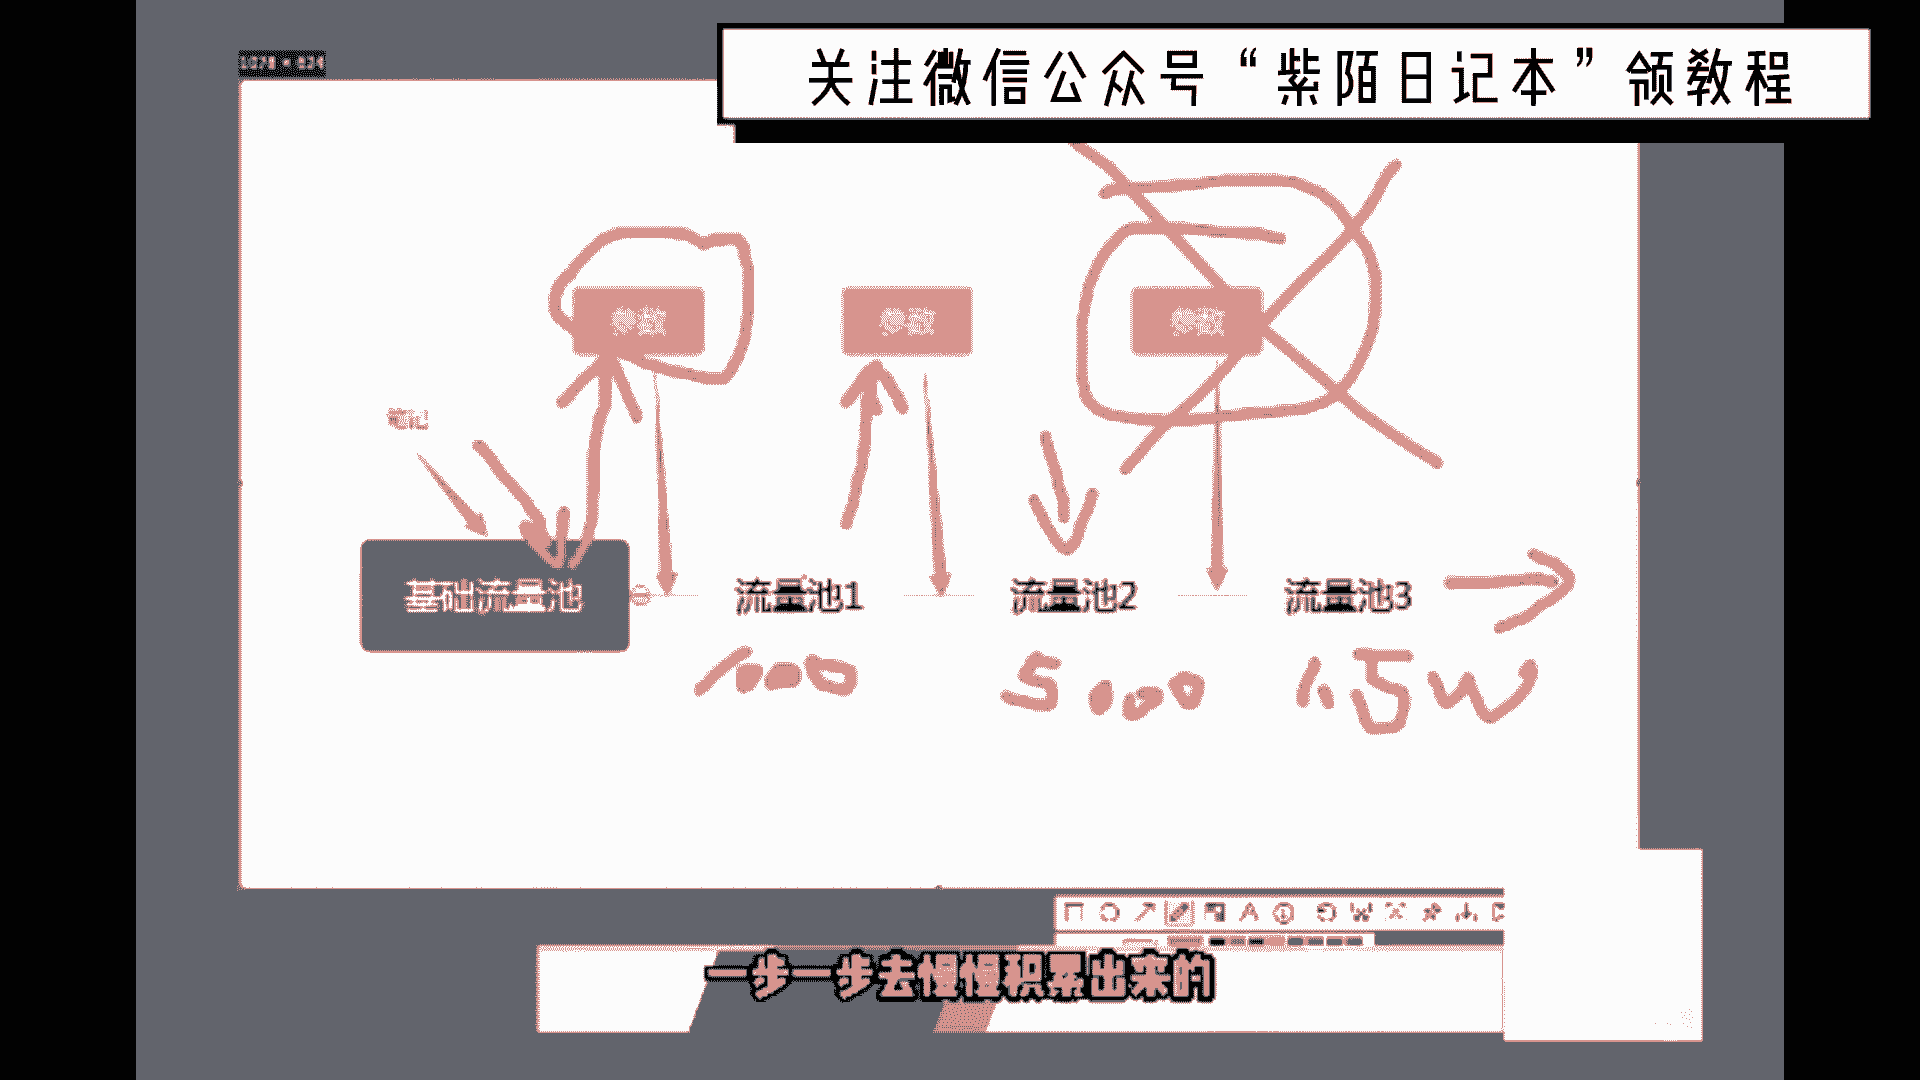 关注微信公众号“紫陌日记本”领教程
参数 参数 参数
笔记
基础流量池 流量池1 流量池2 流量池3
1000 5000 1.5W
一步一步去慢慢积累出来的